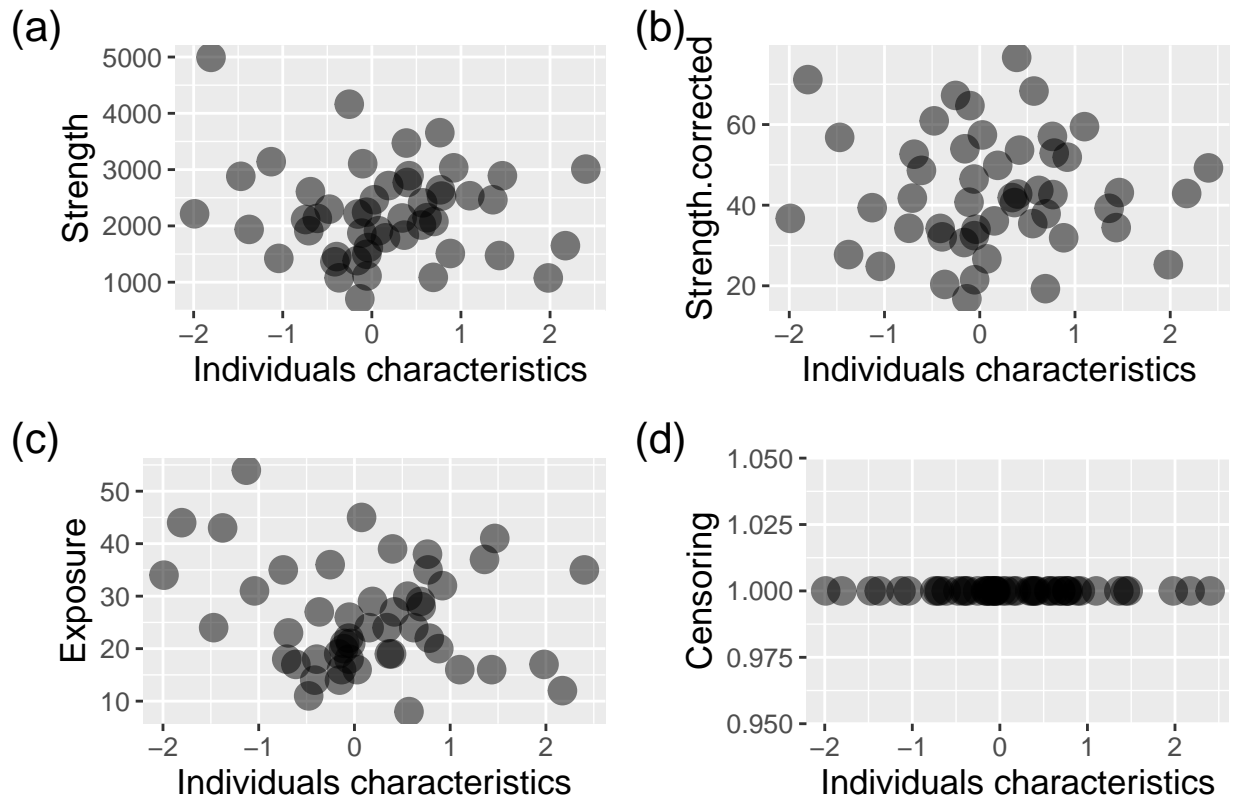 (a)
Strength
5000
4000
3000
2000
1000
−2 −1 0 1 2
Individuals characteristics
(b)
Strength.corrected
60
40
20
−2 −1 0 1 2
Individuals characteristics
(c)
Exposure
50
40
30
20
10
−2 −1 0 1 2
Individuals characteristics
(d)
Censoring
1.050
1.025
1.000
0.975
0.950
−2 −1 0 1 2
Individuals characteristics